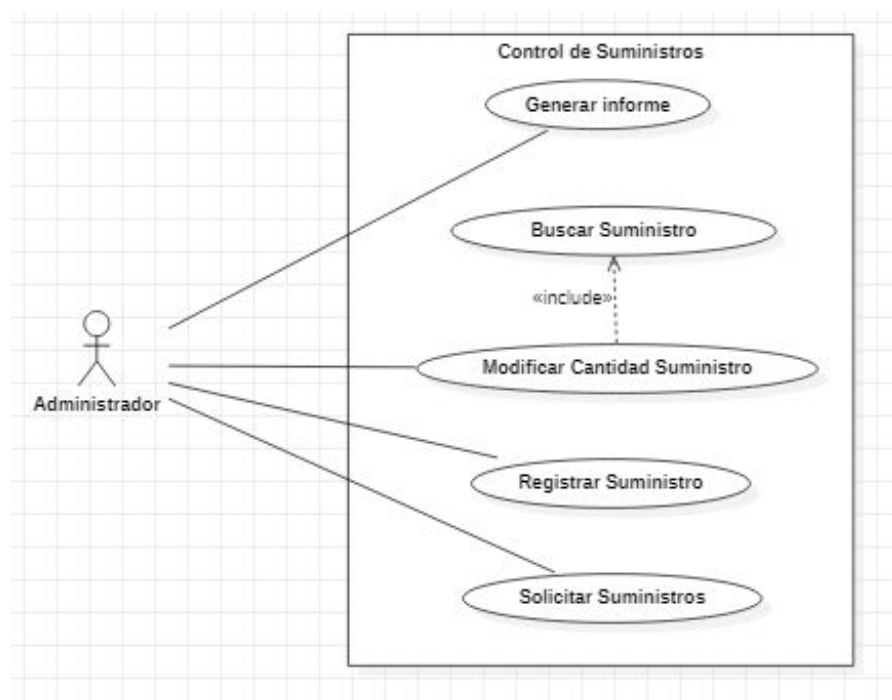 Control de Suministros
Generar informe
Buscar Suministro
«include»
Modificar Cantidad Suministro
Administrador
Registrar Suministro
Solicitar Suministros